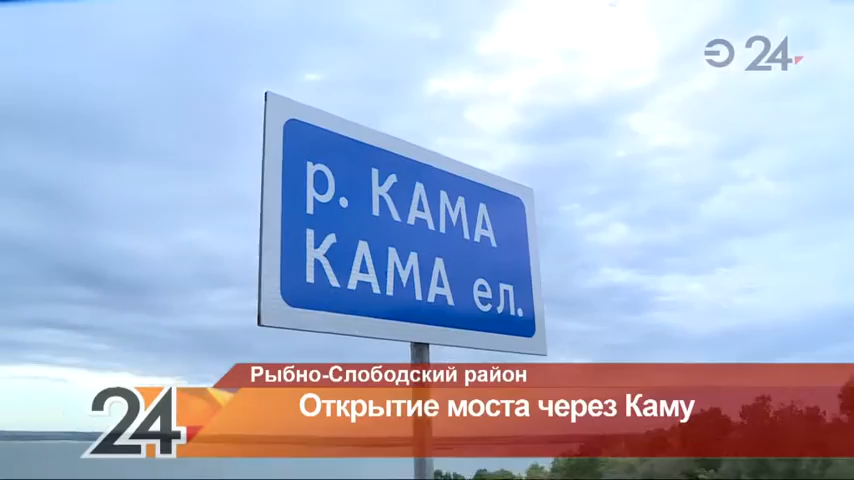 Э 24
р. КАМА
КАМА ел.
Рыбно-Слободский район
Открытие моста через Каму
24